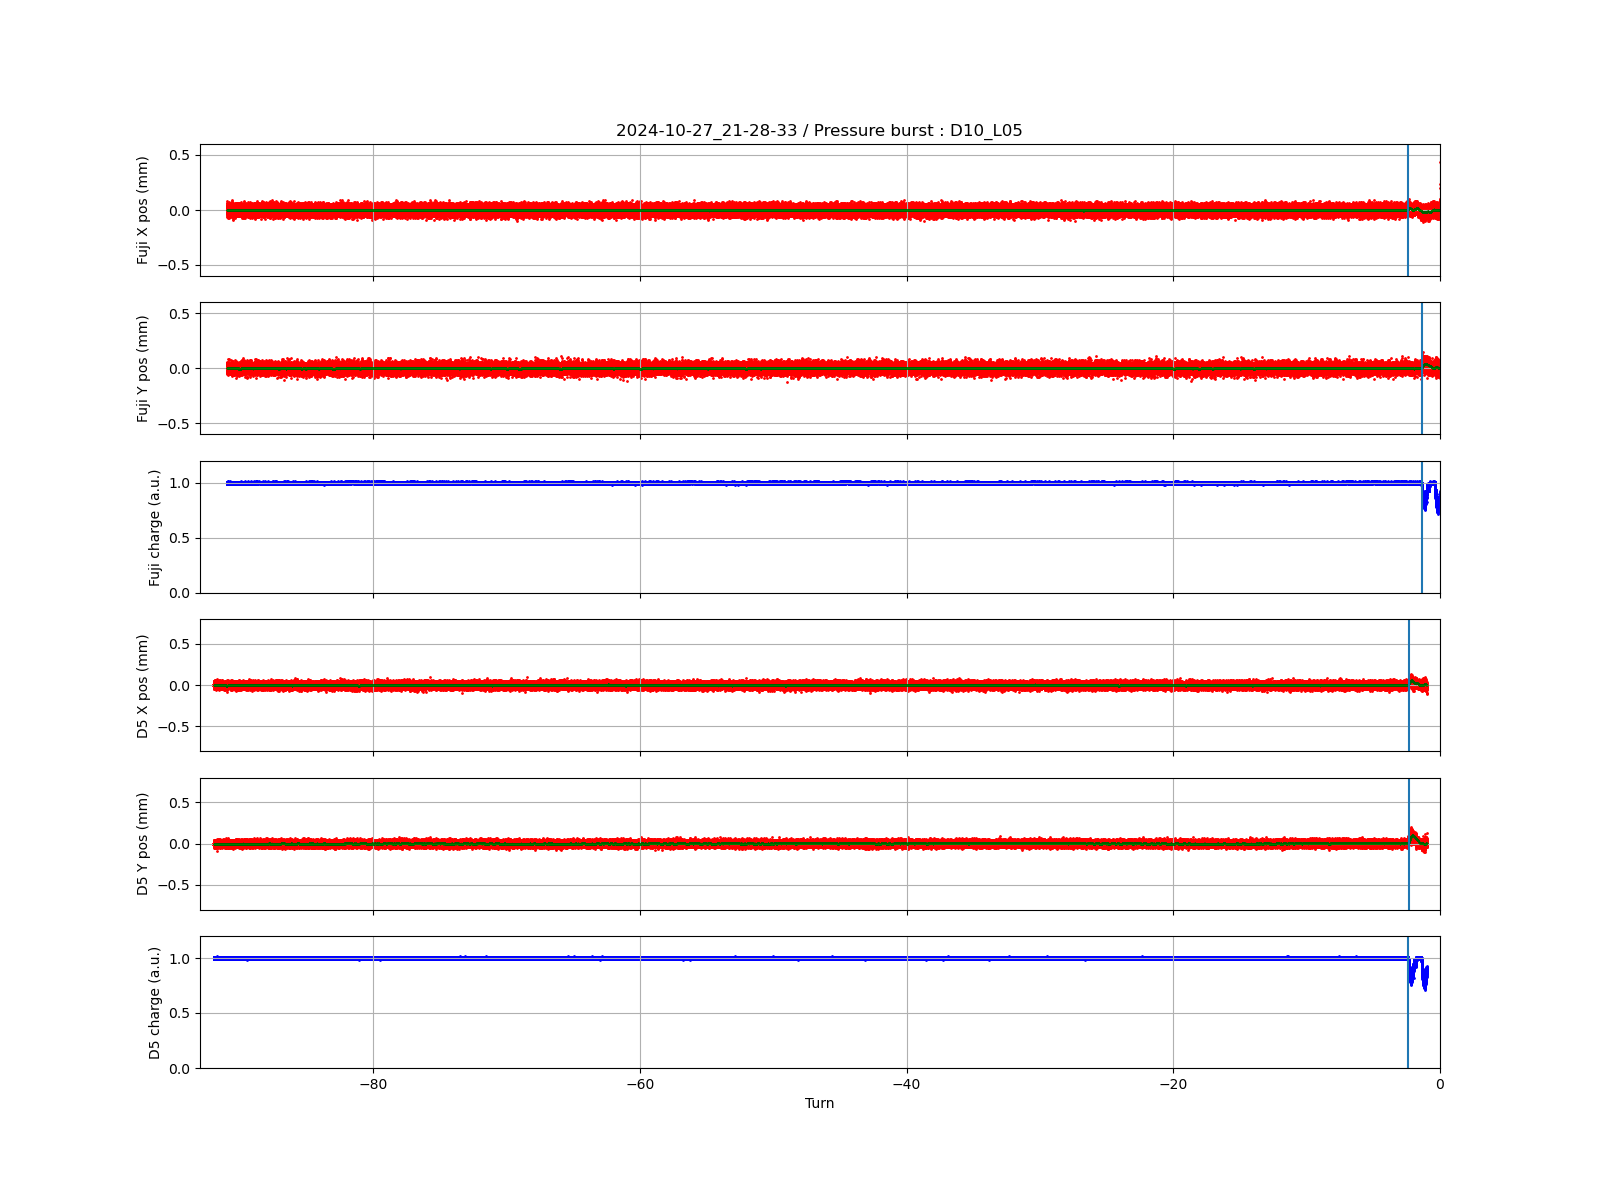 2024-10-27_21-28-33 / Pressure burst : D10_L05
Fuji X pos (mm)
0.5
0.0
−0.5
Fuji Y pos (mm)
0.5
0.0
−0.5
Fuji charge (a.u.)
1.0
0.5
0.0
D5 X pos (mm)
0.5
0.0
−0.5
D5 Y pos (mm)
0.5
0.0
−0.5
D5 charge (a.u.)
1.0
0.5
0.0
−80 −60 −40 −20 0
Turn